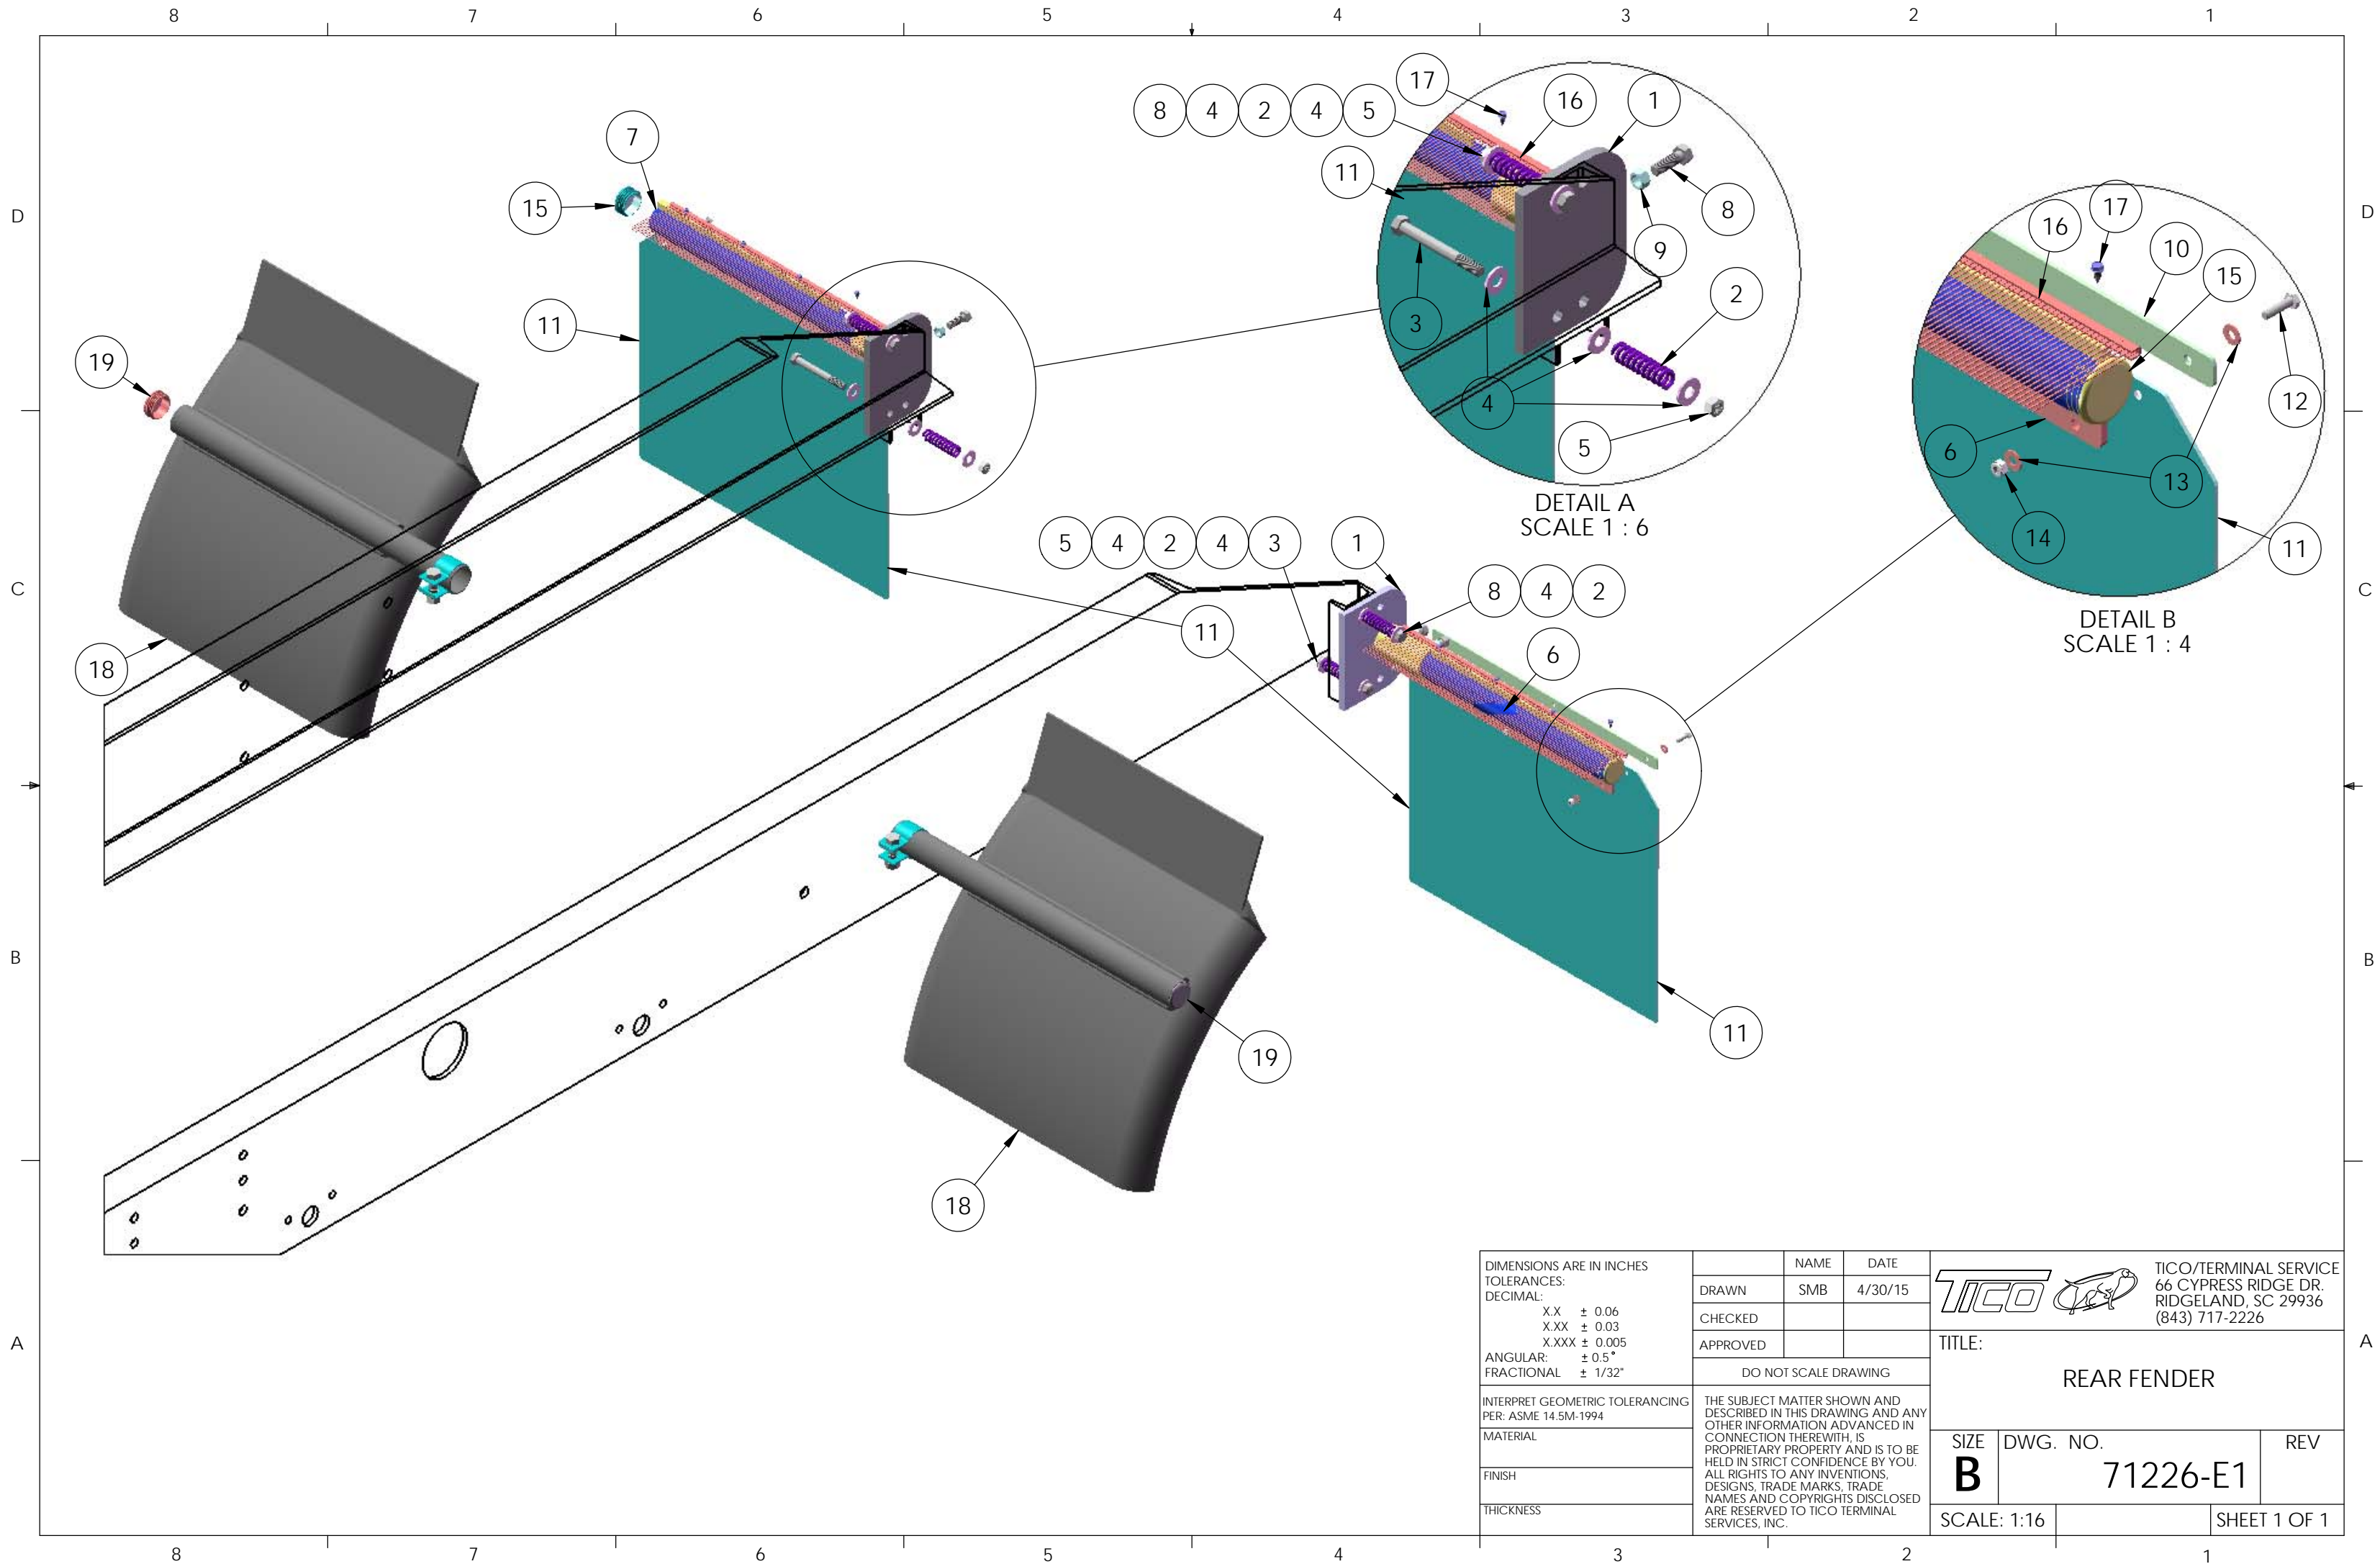 8 7 6 5 4 3 2 1
D
C
B
A
D
C
B
A
7
15
11
19
18
8 4 2 4 5
17
16
1
11
8
9
3
2
4
5
DETAIL A
SCALE 1 : 6
17
16
10
15
12
6
13
14
11
DETAIL B
SCALE 1 : 4
5 4 2 4 3
1
8 4 2
11
6
11
19
18
DIMENSIONS ARE IN INCHES
TOLERANCES:
DECIMAL:
X.X ± 0.06
X.XX ± 0.03
X.XXX ± 0.005
ANGULAR: ± 0.5°
FRACTIONAL ± 1/32"
INTERPRET GEOMETRIC TOLERANCING
PER: ASME 14.5M-1994
MATERIAL
FINISH
THICKNESS
NAME DATE
DRAWN SMB 4/30/15
CHECKED
APPROVED
DO NOT SCALE DRAWING
THE SUBJECT MATTER SHOWN AND
DESCRIBED IN THIS DRAWING AND ANY
OTHER INFORMATION ADVANCED IN
CONNECTION THEREWITH, IS
PROPRIETARY PROPERTY AND IS TO BE
HELD IN STRICT CONFIDENCE BY YOU.
ALL RIGHTS TO ANY INVENTIONS,
DESIGNS, TRADE MARKS, TRADE
NAMES AND COPYRIGHTS DISCLOSED
ARE RESERVED TO TICO TERMINAL
SERVICES, INC.
TICO
TICO/TERMINAL SERVICE
66 CYPRESS RIDGE DR.
RIDGELAND, SC 29936
(843) 717-2226
TITLE:
REAR FENDER
SIZE DWG. NO. REV
B 71226-E1
SCALE: 1:16 SHEET 1 OF 1
8 7 6 5 4 3 2 1